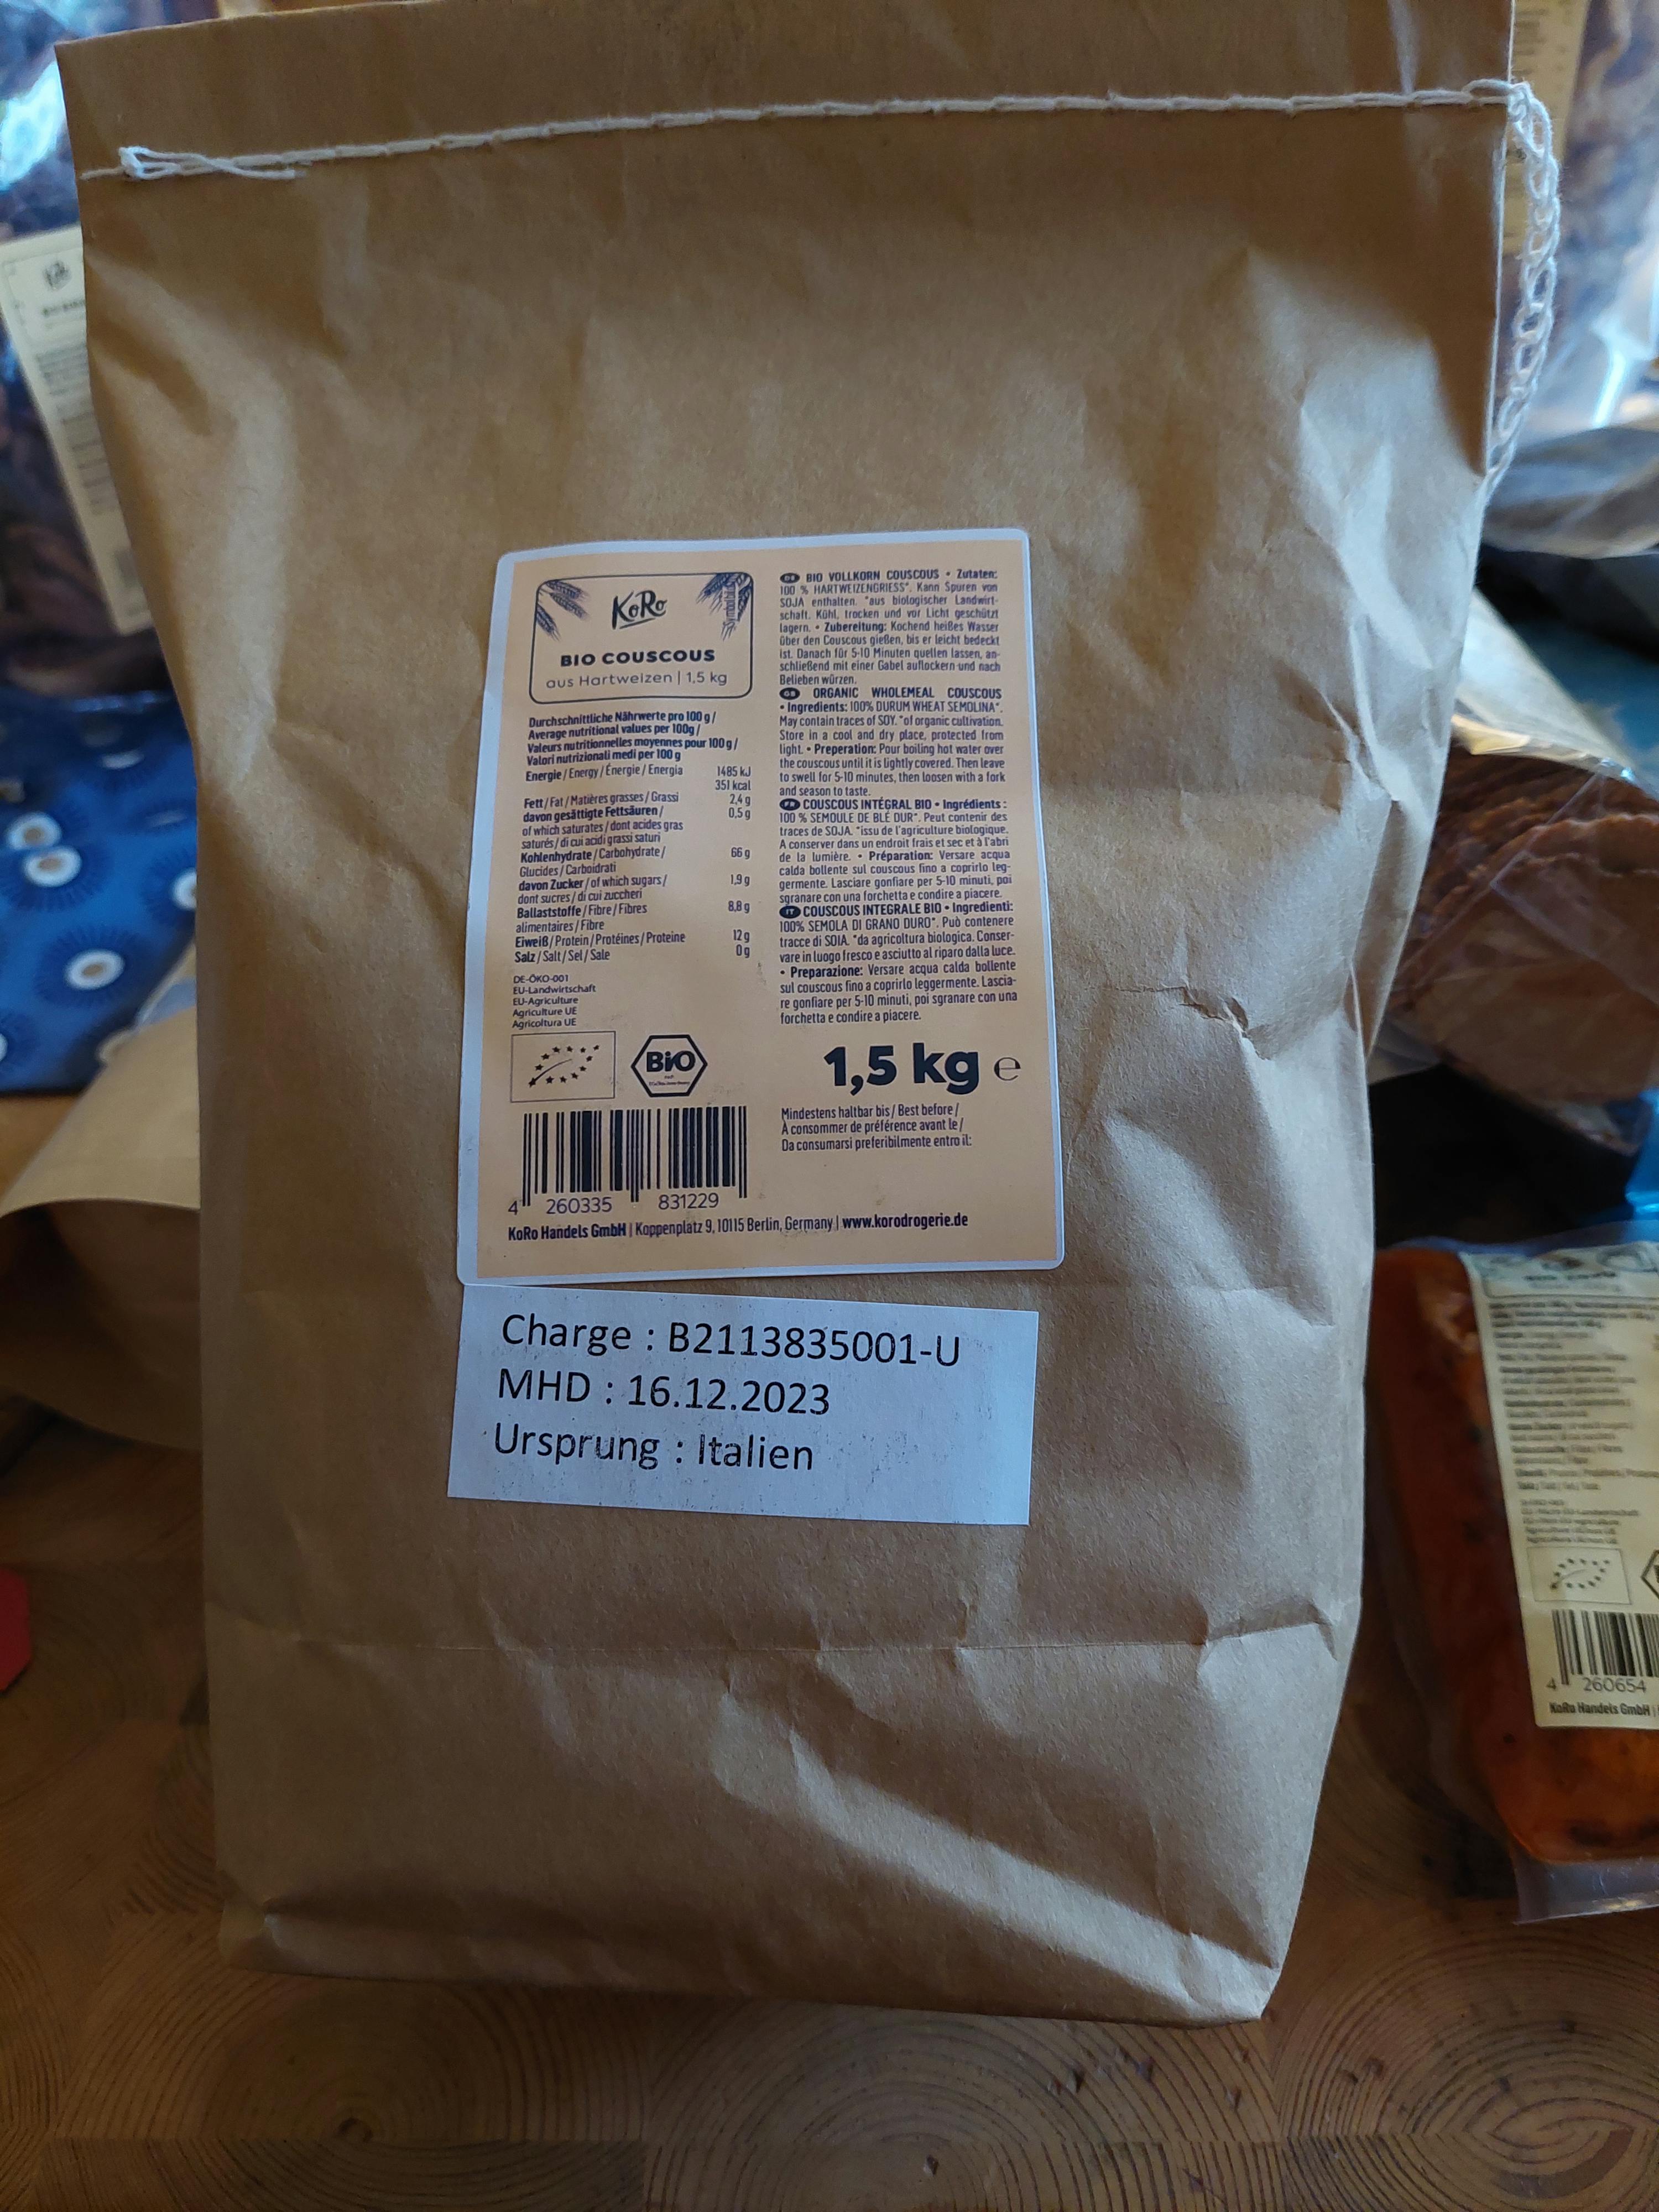 KoRo
BIO COUSCOUS
aus Hartweizen | 1,5 kg
Durchschnittliche Nährwerte pro 100 g /
Average nutritional values per 100g /
Valeurs nutritionnelles moyennes pour 100 g /
Valori nutrizionali medi per 100 g
Energie / Energy / Énergie / Energia 1485 kJ
351 kcal
Fett / Fat / Matières grasses / Grassi 2,4 g
davon gesättigte Fettsäuren / 0,5 g
of which saturates / dont acides gras
saturés / di cui acidi grassi saturi
Kohlenhydrate / Carbohydrate / 66 g
Glucides / Carboidrati
davon Zucker / of which sugars / 1,9 g
dont sucres / di cui zuccheri
Ballaststoffe / Fibre / Fibres 8,8 g
alimentaires / Fibre
Eiweiß / Protein / Protéines / Proteine 12 g
Salz / Salt / Sel / Sale 0 g
DE-ÖKO-001
EU-Landwirtschaft
EU-Agriculture
Agriculture UE
Agricoltura UE
BiO
4 260335 831229
DE BIO VOLLKORN COUSCOUS • Zutaten:
100 % HARTWEIZENGRIESS*. Kann Spuren von
SOJA enthalten. *aus biologischer Landwirt-
schaft. Kühl, trocken und vor Licht geschützt
lagern. • Zubereitung: Kochend heißes Wasser
über den Couscous gießen, bis er leicht bedeckt
ist. Danach für 5-10 Minuten quellen lassen, an-
schließend mit einer Gabel auflockern und nach
Belieben würzen.
GB ORGANIC WHOLEMEAL COUSCOUS
• Ingredients: 100% DURUM WHEAT SEMOLINA*.
May contain traces of SOY. *of organic cultivation.
Store in a cool and dry place, protected from
light. • Preperation: Pour boiling hot water over
the couscous until it is lightly covered. Then leave
to swell for 5-10 minutes, then loosen with a fork
and season to taste.
FR COUSCOUS INTÉGRAL BIO • Ingrédients :
100 % SEMOULE DE BLÉ DUR*. Peut contenir des
traces de SOJA. *issu de l'agriculture biologique.
A conserver dans un endroit frais et sec et à l'abri
de la lumière. • Préparation: Versare acqua
calda bollente sul couscous fino a coprirlo leg-
germente. Lasciare gonfiare per 5-10 minuti, poi
sgranare con una forchetta e condire a piacere.
IT COUSCOUS INTEGRALE BIO • Ingredienti:
100% SEMOLA DI GRANO DURO*. Può contenere
tracce di SOIA. *da agricoltura biologica. Conser-
vare in luogo fresco e asciutto al riparo dalla luce.
• Preparazione: Versare acqua calda bollente
sul couscous fino a coprirlo leggermente. Lascia-
re gonfiare per 5-10 minuti, poi sgranare con una
forchetta e condire a piacere.
1,5 kg e
Mindestens haltbar bis / Best before /
À consommer de préférence avant le /
Da consumarsi preferibilmente entro il:
KoRo Handels GmbH | Koppenplatz 9, 10115 Berlin, Germany | www.korodrogerie.de
Charge : B2113835001-U
MHD : 16.12.2023
Ursprung : Italien
4 260654
KoRo Handels GmbH |